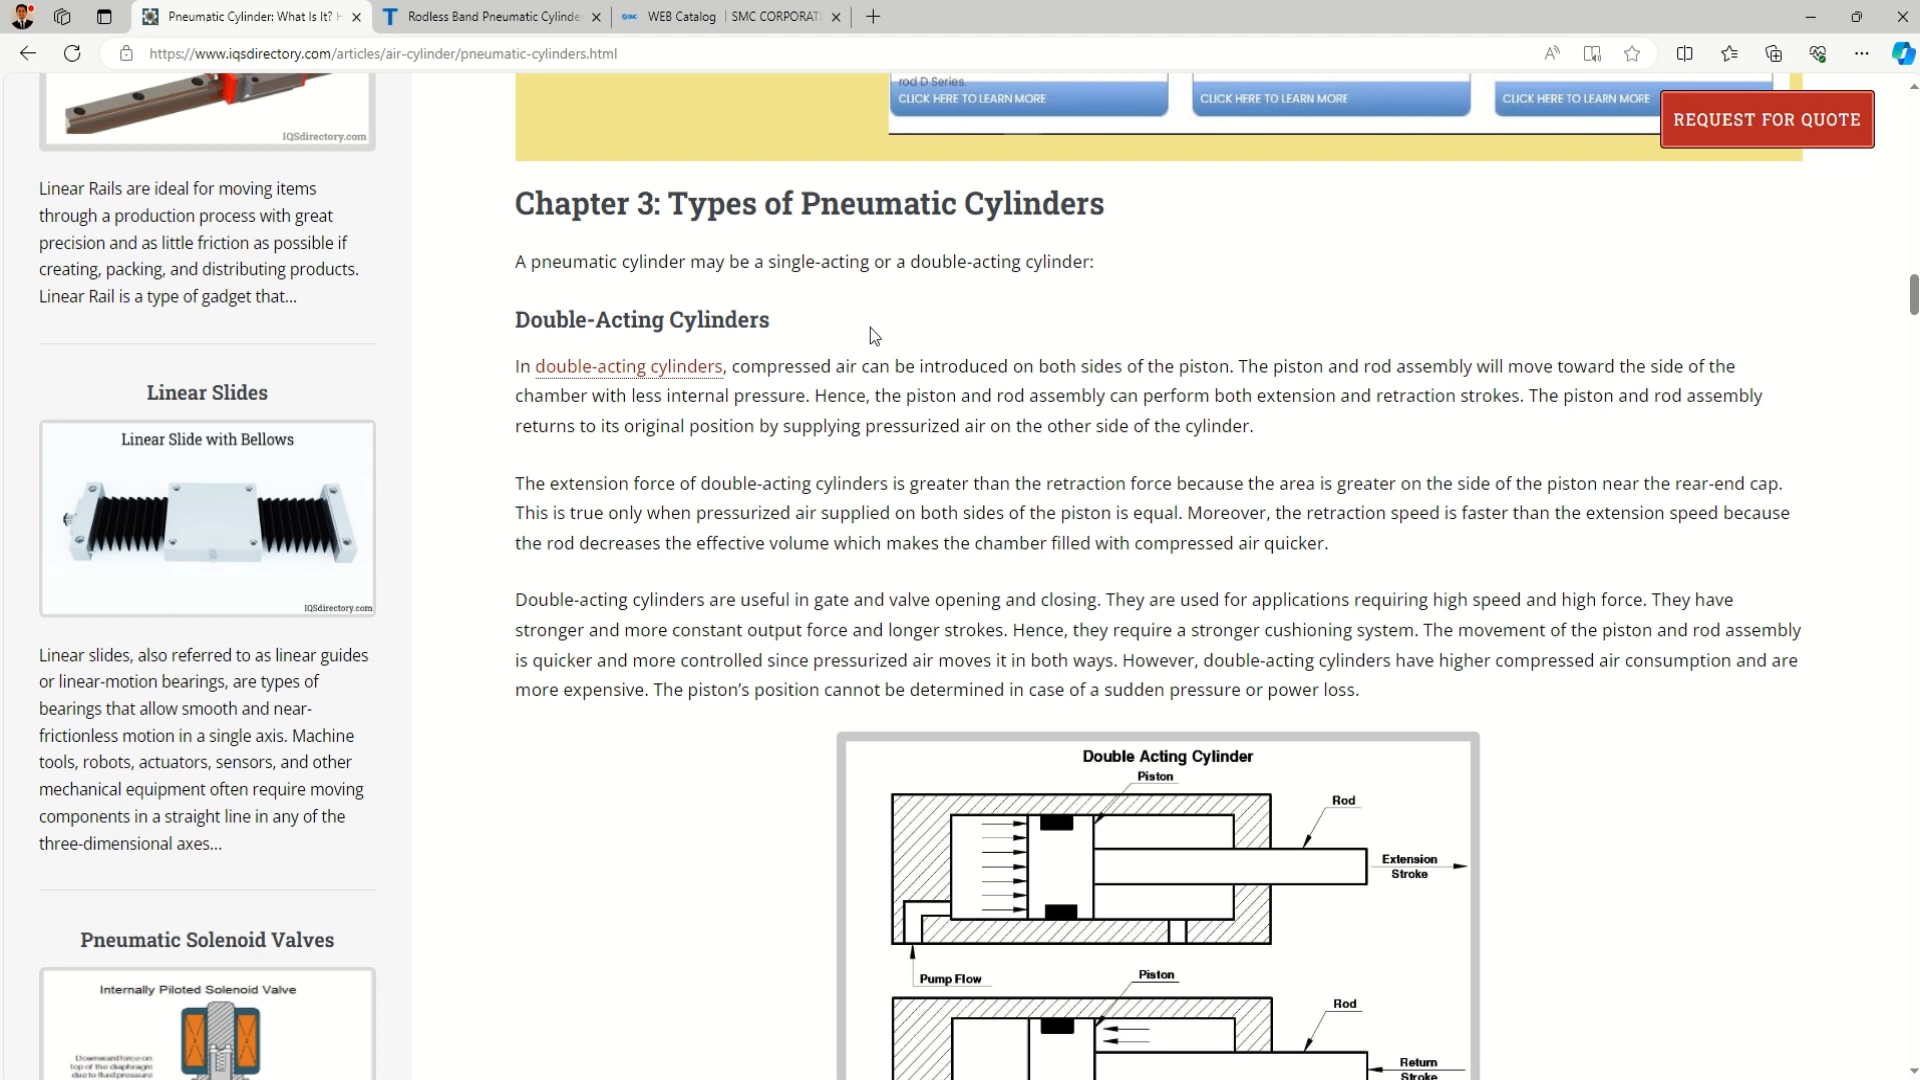 Pneumatic Cylinder: What Is It? H
Rodless Band Pneumatic Cylinde
WEB Catalog | SMC CORPORAT
https://www.iqsdirectory.com/articles/air-cylinder/pneumatic-cylinders.html
IQSdirectory.com
Linear Rails are ideal for moving items
through a production process with great
precision and as little friction as possible if
creating, packing, and distributing products.
Linear Rail is a type of gadget that...
Linear Slides
Linear Slide with Bellows
IQSdirectory.com
Linear slides, also referred to as linear guides
or linear-motion bearings, are types of
bearings that allow smooth and near-
frictionless motion in a single axis. Machine
tools, robots, actuators, sensors, and other
mechanical equipment often require moving
components in a straight line in any of the
three-dimensional axes...
Pneumatic Solenoid Valves
Internally Piloted Solenoid Valve
Downward force on
top of the diaphragm
due to fluid pressure
rod D Series.
CLICK HERE TO LEARN MORE
CLICK HERE TO LEARN MORE
CLICK HERE TO LEARN MORE
REQUEST FOR QUOTE
Chapter 3: Types of Pneumatic Cylinders
A pneumatic cylinder may be a single-acting or a double-acting cylinder:
Double-Acting Cylinders
In double-acting cylinders, compressed air can be introduced on both sides of the piston. The piston and rod assembly will move toward the side of the
chamber with less internal pressure. Hence, the piston and rod assembly can perform both extension and retraction strokes. The piston and rod assembly
returns to its original position by supplying pressurized air on the other side of the cylinder.
The extension force of double-acting cylinders is greater than the retraction force because the area is greater on the side of the piston near the rear-end cap.
This is true only when pressurized air supplied on both sides of the piston is equal. Moreover, the retraction speed is faster than the extension speed because
the rod decreases the effective volume which makes the chamber filled with compressed air quicker.
Double-acting cylinders are useful in gate and valve opening and closing. They are used for applications requiring high speed and high force. They have
stronger and more constant output force and longer strokes. Hence, they require a stronger cushioning system. The movement of the piston and rod assembly
is quicker and more controlled since pressurized air moves it in both ways. However, double-acting cylinders have higher compressed air consumption and are
more expensive. The piston's position cannot be determined in case of a sudden pressure or power loss.
Double Acting Cylinder
Piston
Rod
Extension
Stroke
Pump Flow
Piston
Rod
Return
Stroke